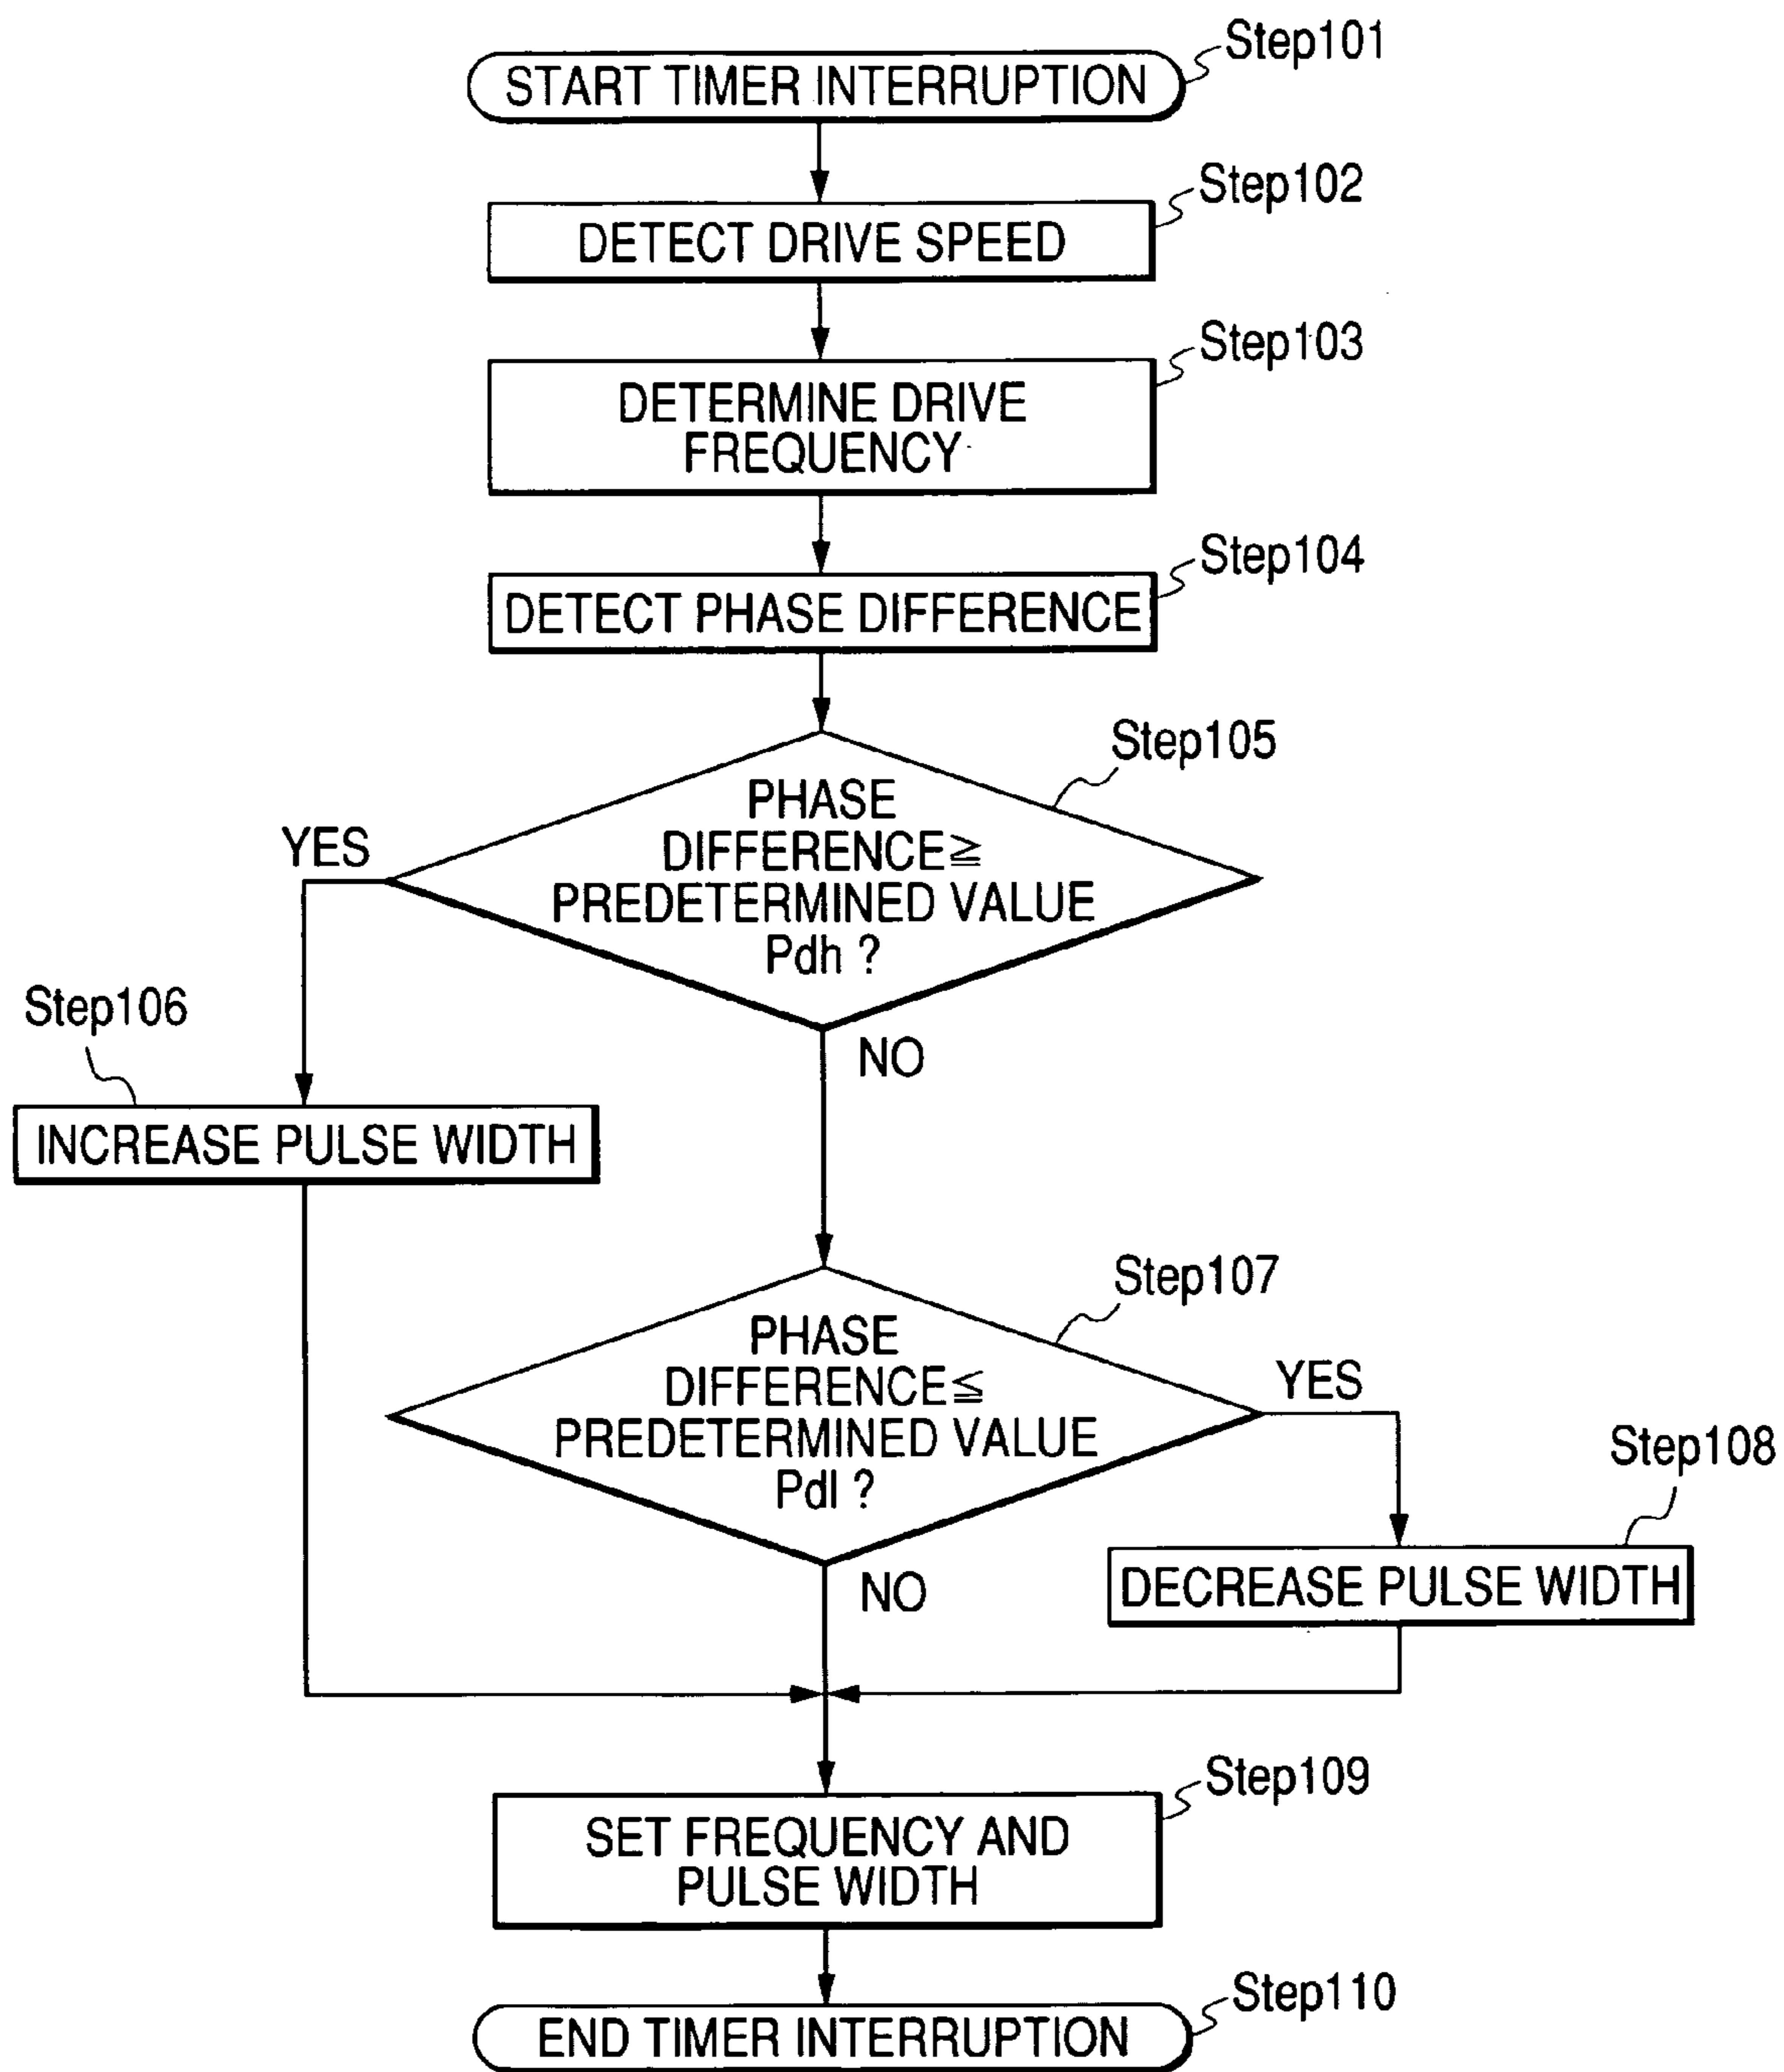 Step101
START TIMER INTERRUPTION
Step102
DETECT DRIVE SPEED
Step103
DETERMINE DRIVE
FREQUENCY
Step104
DETECT PHASE DIFFERENCE
Step105
PHASE
DIFFERENCE≧
PREDETERMINED VALUE
Pdh ?
YES
NO
Step106
INCREASE PULSE WIDTH
Step107
PHASE
DIFFERENCE≦
PREDETERMINED VALUE
Pdl ?
YES
NO
Step108
DECREASE PULSE WIDTH
Step109
SET FREQUENCY AND
PULSE WIDTH
Step110
END TIMER INTERRUPTION